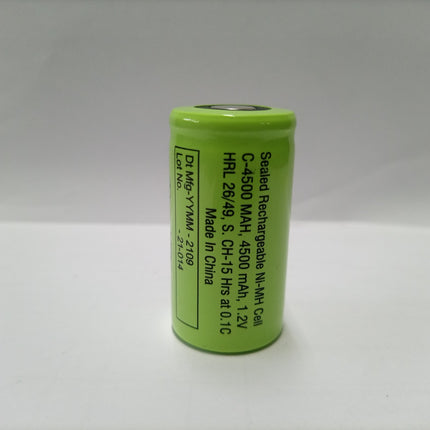 Sealed Rechargeable Ni-MH Cell
C-4500 MAH, 4500 mAh, 1.2V
HRL 26/49, S. CH-15 Hrs at 0.1C
Made In China
Dt Mfg-YYMM - 2109
Lot No. - 21-014